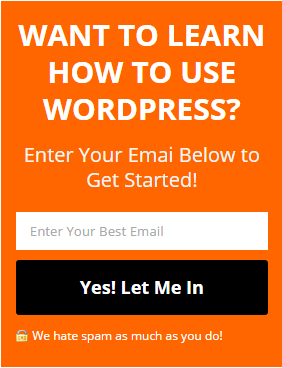 WANT TO LEARN
HOW TO USE
WORDPRESS?
Enter Your Emai Below to
Get Started!
Enter Your Best Email
Yes! Let Me In
We hate spam as much as you do!